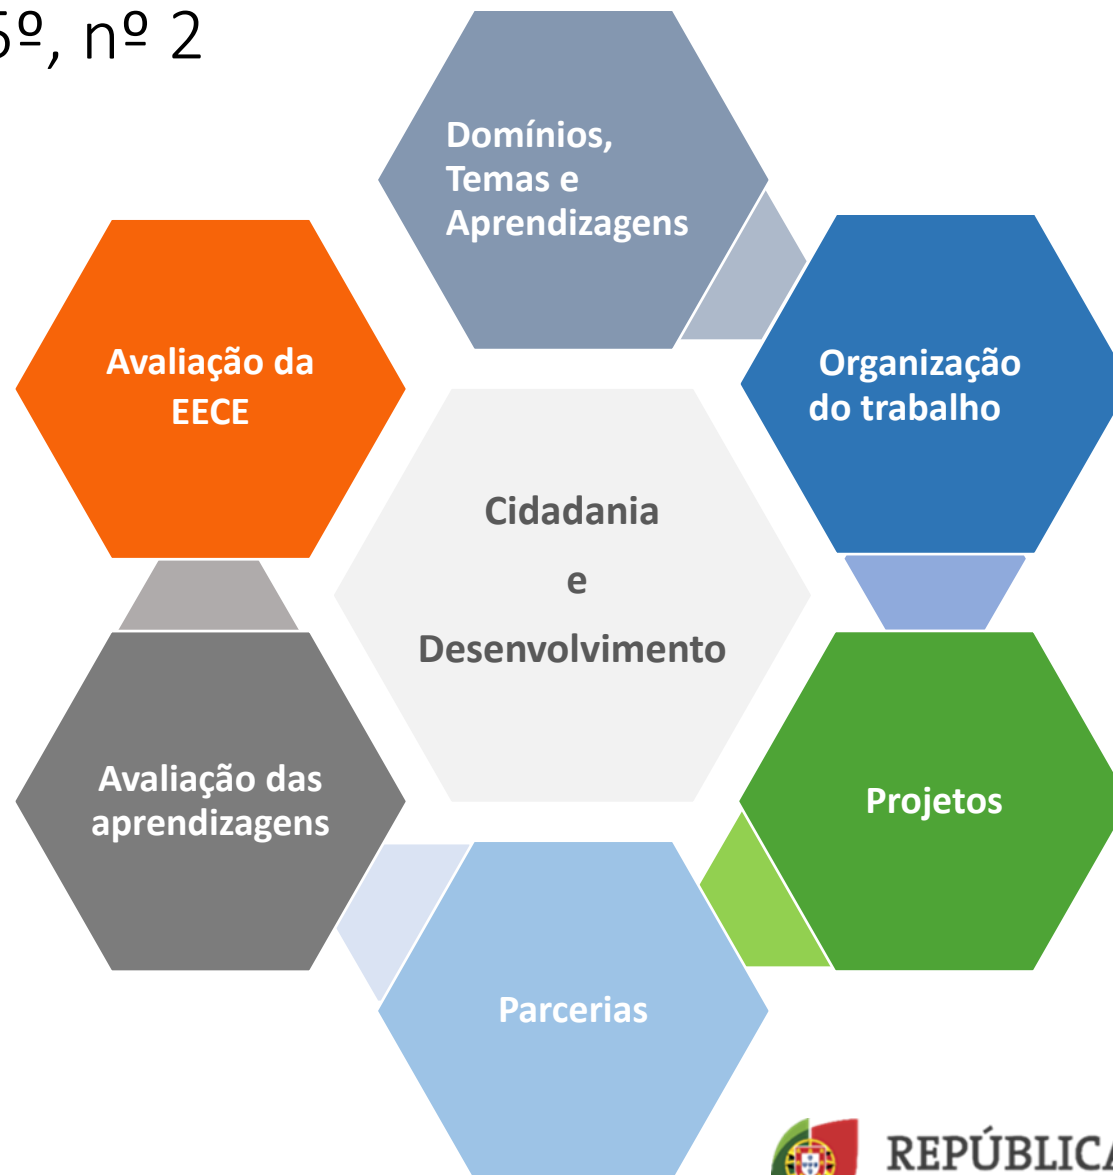 5º, nº 2
Domínios,
Temas e
Aprendizagens
Organização
do trabalho
Projetos
Parcerias
Avaliação das
aprendizagens
Avaliação da
EECE
Cidadania
e
Desenvolvimento
REPÚBLICA